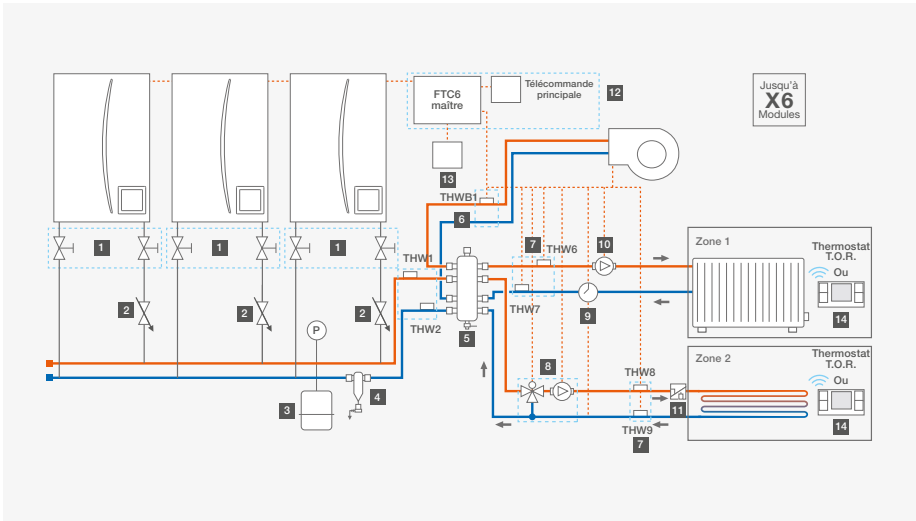 FTC6
maître
Télécommande
principale
12
Jusqu'à
X6
Modules
13
THWB1
6
1
1
1
7
THW6
10
Zone 1
Thermostat
T.O.R.
Ou
14
THW1
THW2
THW7
2
2
2
5
9
P
3
4
8
THW8
11
THW9
7
Zone 2
Thermostat
T.O.R.
Ou
14